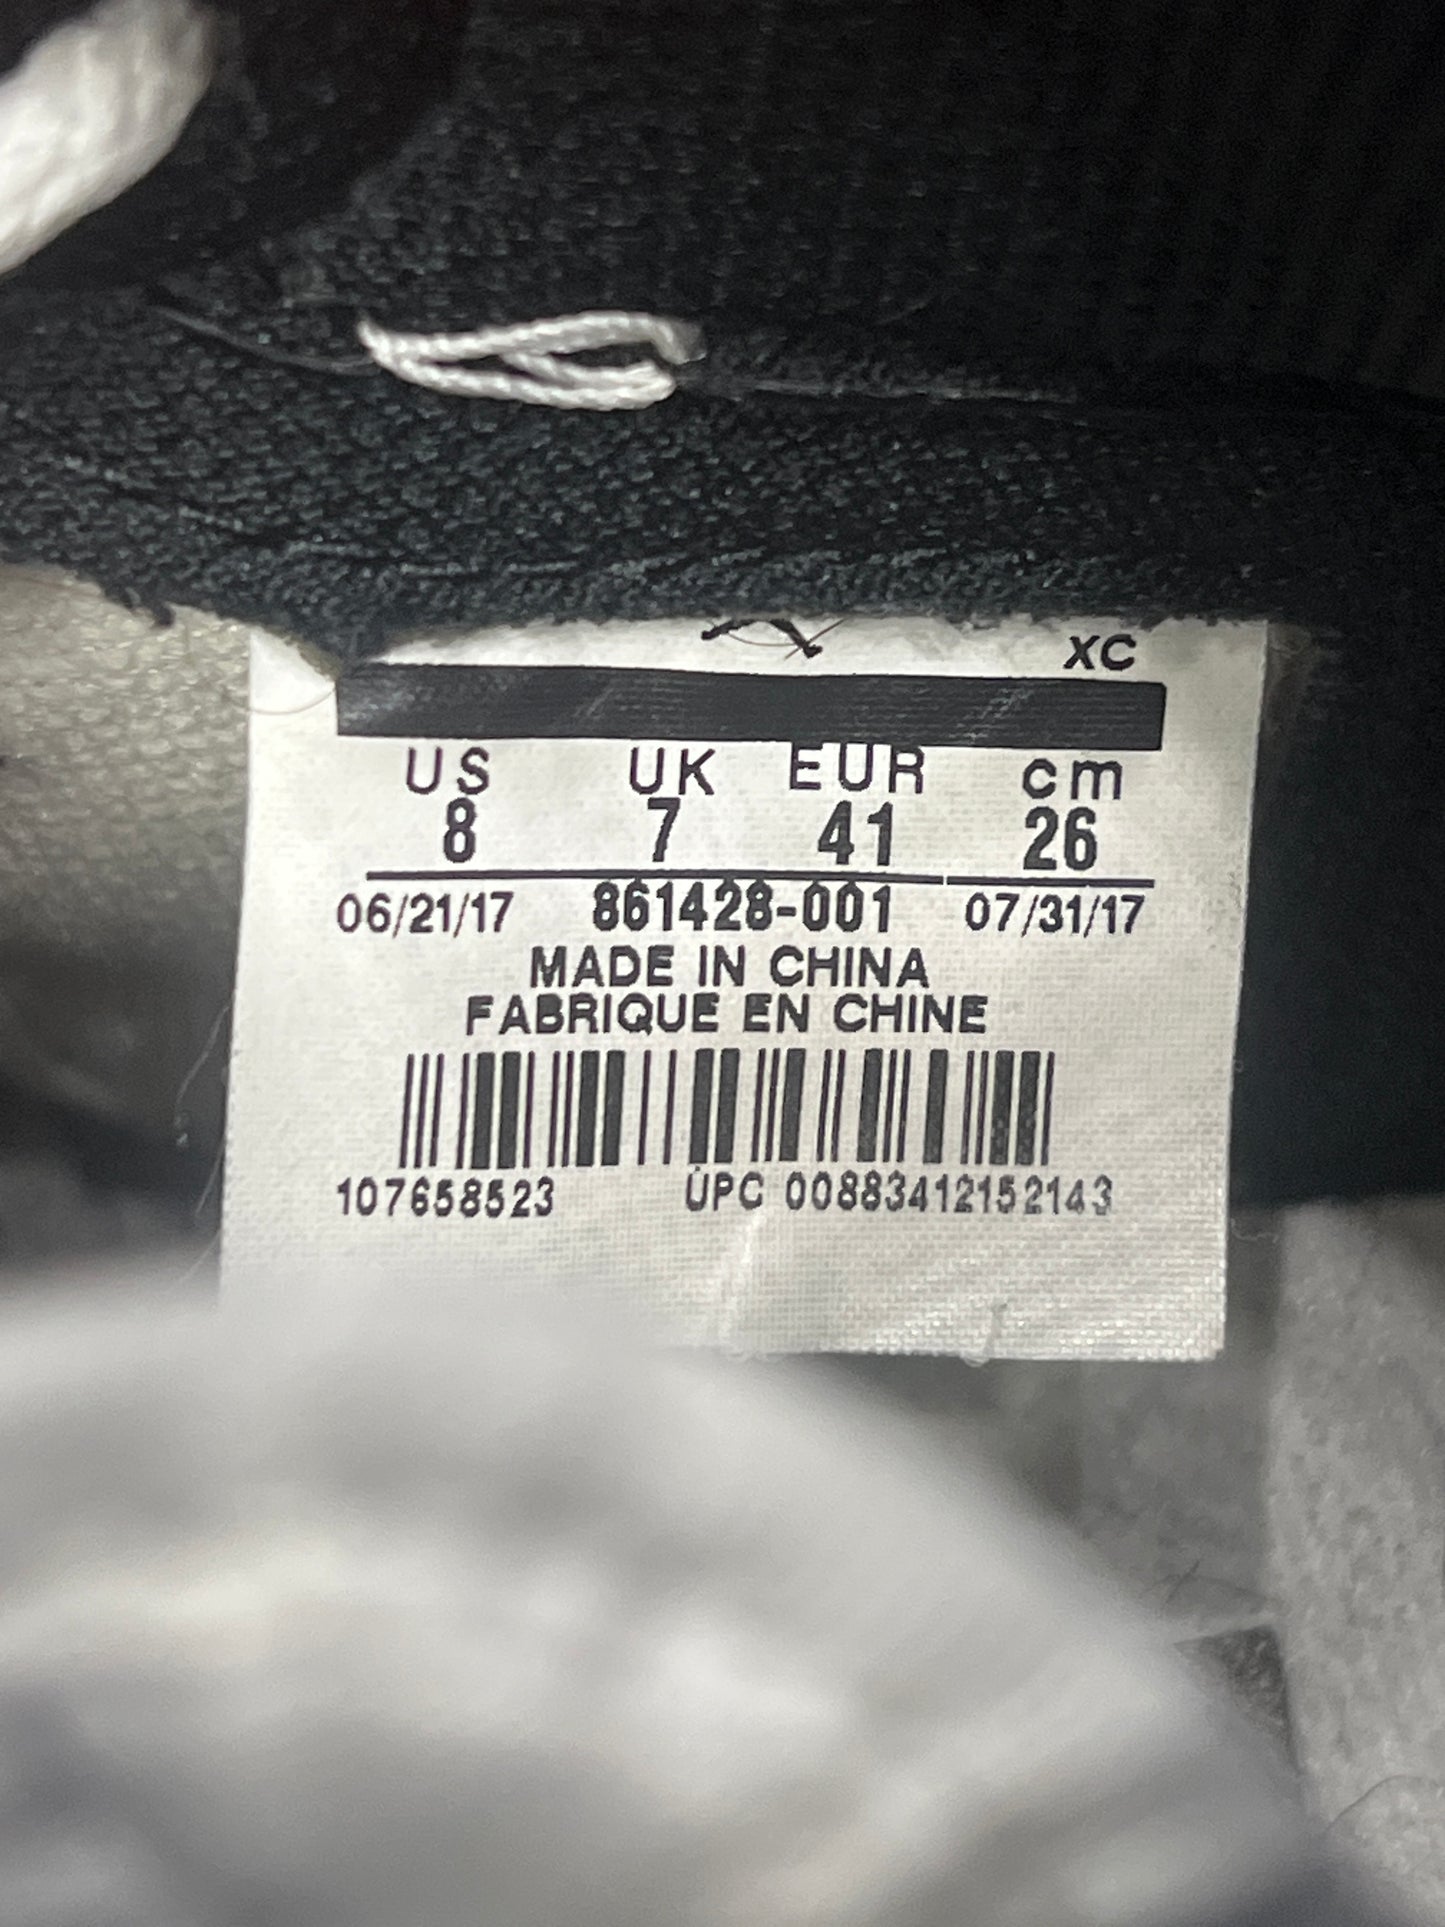 XC
US UK EUR cm
8 7 41 26
06/21/17 861428-001 07/31/17
MADE IN CHINA
FABRIQUE EN CHINE
107658523 UPC 00883412152143